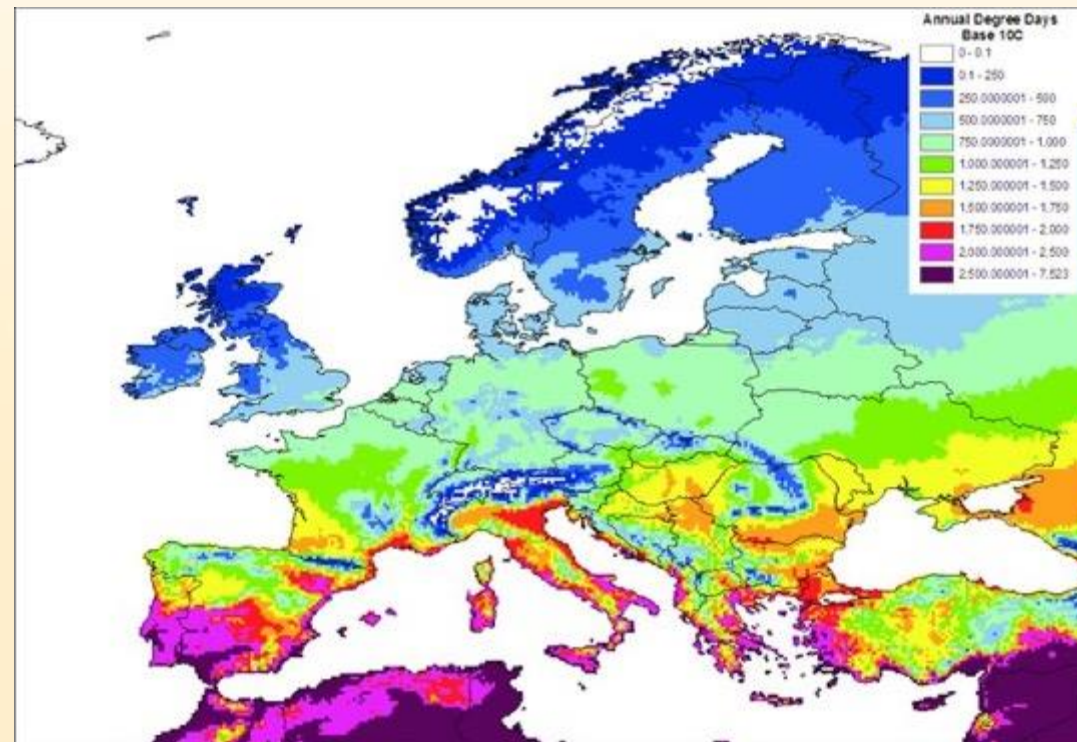 Annual Degree Days
Base 10C
0 - 0.1
0.1 - 250
250.0000001 - 500
500.0000001 - 750
750.0000001 - 1.000
1.000.000001 - 1.250
1.250.000001 - 1.500
1.500.000001 - 1.750
1.750.000001 - 2.000
2.000.000001 - 2.500
2.500.000001 - 7.523